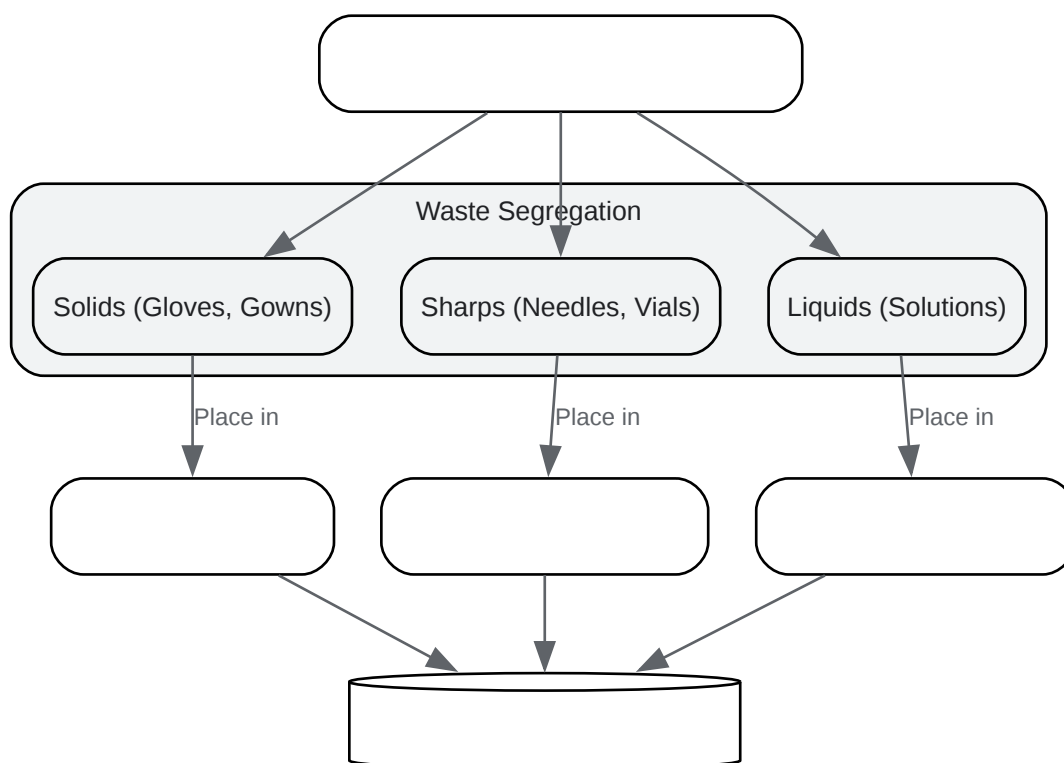 Waste Segregation
Solids (Gloves, Gowns)
Sharps (Needles, Vials)
Liquids (Solutions)
Place in
Place in
Place in